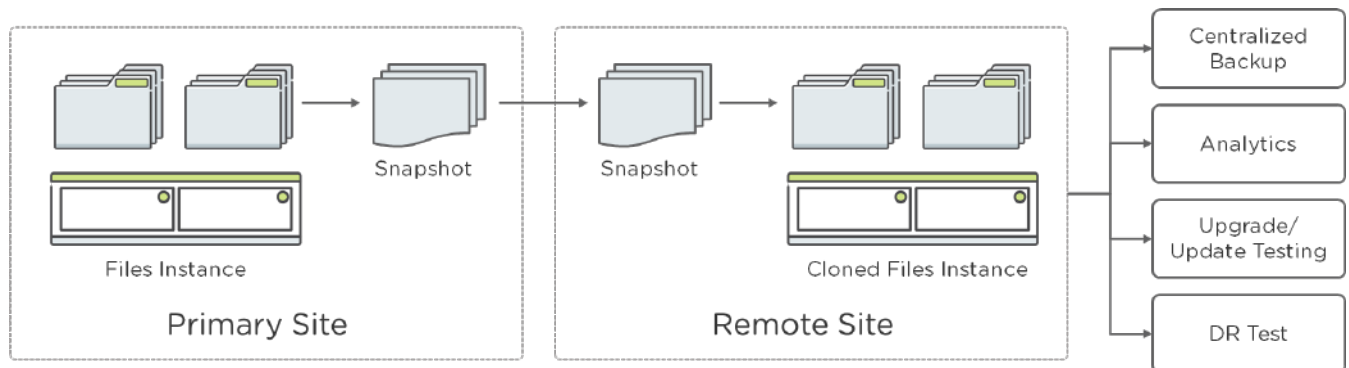 Snapshot
Files Instance
Primary Site
Snapshot
Cloned Files Instance
Remote Site
Centralized
Backup
Analytics
Upgrade/
Update Testing
DR Test